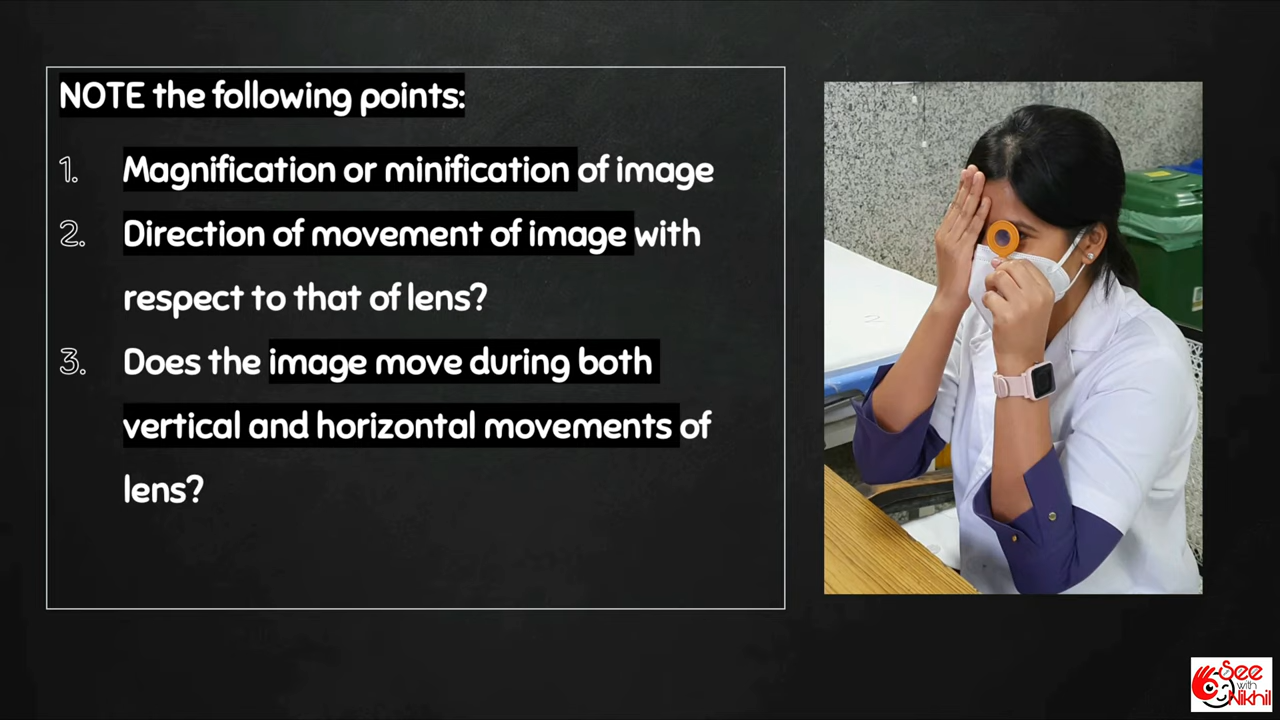 NOTE the following points:
1. Magnification or minification of image
2. Direction of movement of image with
respect to that of lens?
3. Does the image move during both
vertical and horizontal movements of
lens?
See
with
Nikhil